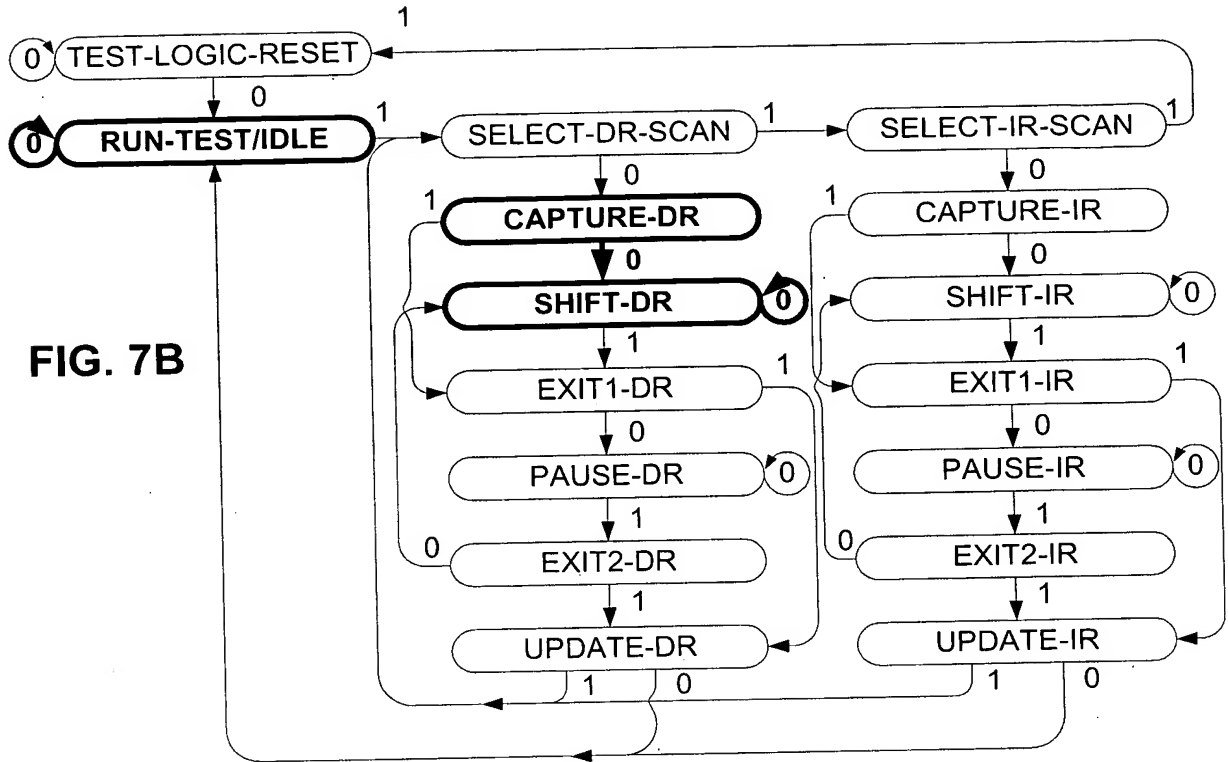 1
0 TEST-LOGIC-RESET
0
0 RUN-TEST/IDLE 1
SELECT-DR-SCAN 1
SELECT-IR-SCAN 1
0
0
1 CAPTURE-DR
1 CAPTURE-IR
0
0
SHIFT-DR 0
SHIFT-IR 0
1
1
FIG. 7B
EXIT1-DR 1
EXIT1-IR 1
0
0
PAUSE-DR 0
PAUSE-IR 0
1
1
0 EXIT2-DR
0 EXIT2-IR
1
1
UPDATE-DR
UPDATE-IR
1 0
1 0